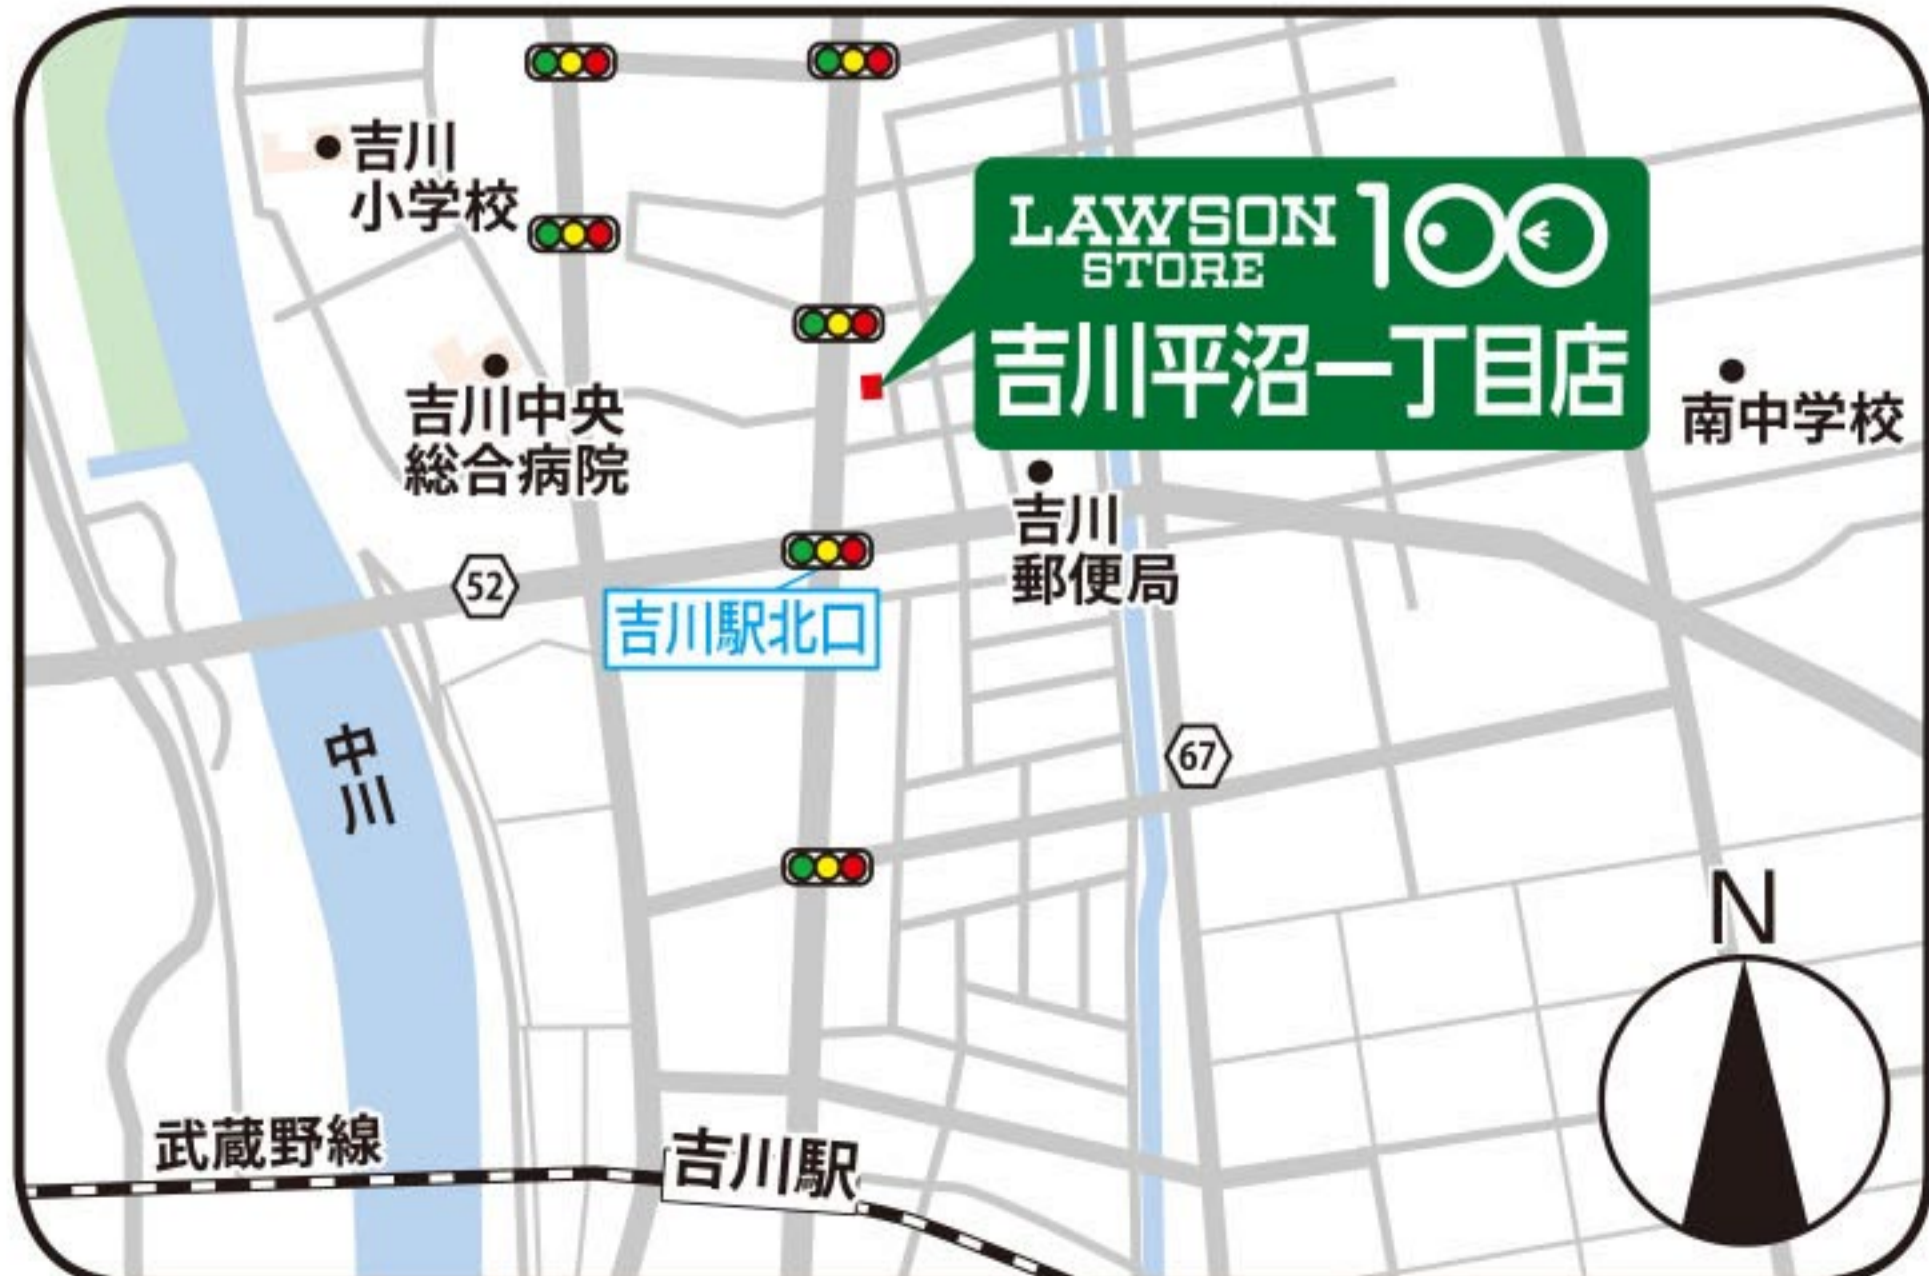 吉川
小学校
LAWSON
STORE
100
吉川平沼一丁目店
吉川中央
総合病院
南中学校
吉川
郵便局
52
吉川駅北口
中川
67
N
武蔵野線
吉川駅